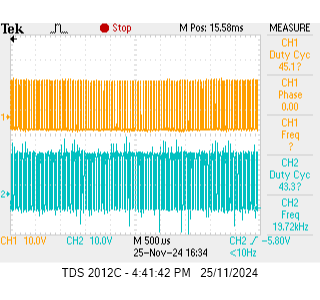 Tek Stop M Pos: 15.58ms MEASURE
CH1
Duty Cyc
45.1?
CH1
Phase
0.00
CH1
Freq
?
CH2
Duty Cyc
43.3?
CH2
Freq
19.72kHz
1
2
CH1 10.0V CH2 10.0V M 500µs CH2 -5.80V
25-Nov-24 16:34 <10Hz
TDS 2012C - 4:41:42 PM 25/11/2024